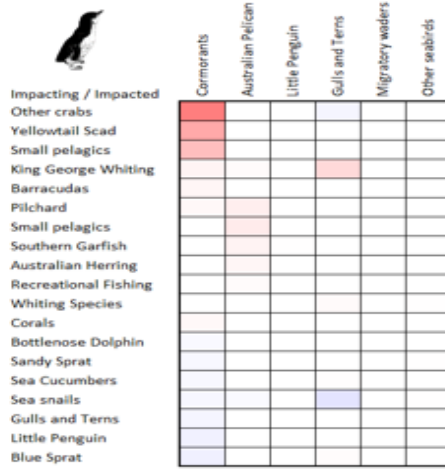 Cormorants
Australian Pelican
Little Penguin
Gulls and Terns
Migratory waders
Other seabirds
Impacting / Impacted
Other crabs
Yellowtail Scad
Small pelagics
King George Whiting
Barracudas
Pilchard
Small pelagics
Southern Garfish
Australian Herring
Recreational Fishing
Whiting Species
Corals
Bottlenose Dolphin
Sandy Sprat
Sea Cucumbers
Sea snails
Gulls and Terns
Little Penguin
Blue Sprat